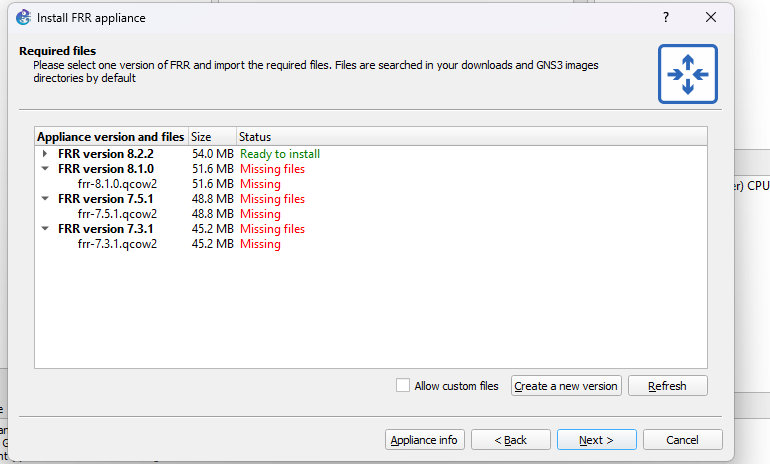 Install FRR appliance
?
Required files
Please select one version of FRR and import the required files. Files are searched in your downloads and GNS3 images
directories by default
Appliance version and files Size Status
FRR version 8.2.2 54.0 MB Ready to install
FRR version 8.1.0 51.6 MB Missing files
frr-8.1.0.qcow2 51.6 MB Missing
FRR version 7.5.1 48.8 MB Missing files
frr-7.5.1.qcow2 48.8 MB Missing
FRR version 7.3.1 45.2 MB Missing files
frr-7.3.1.qcow2 45.2 MB Missing
er) CPU
Allow custom files Create a new version Refresh
Appliance info < Back Next > Cancel